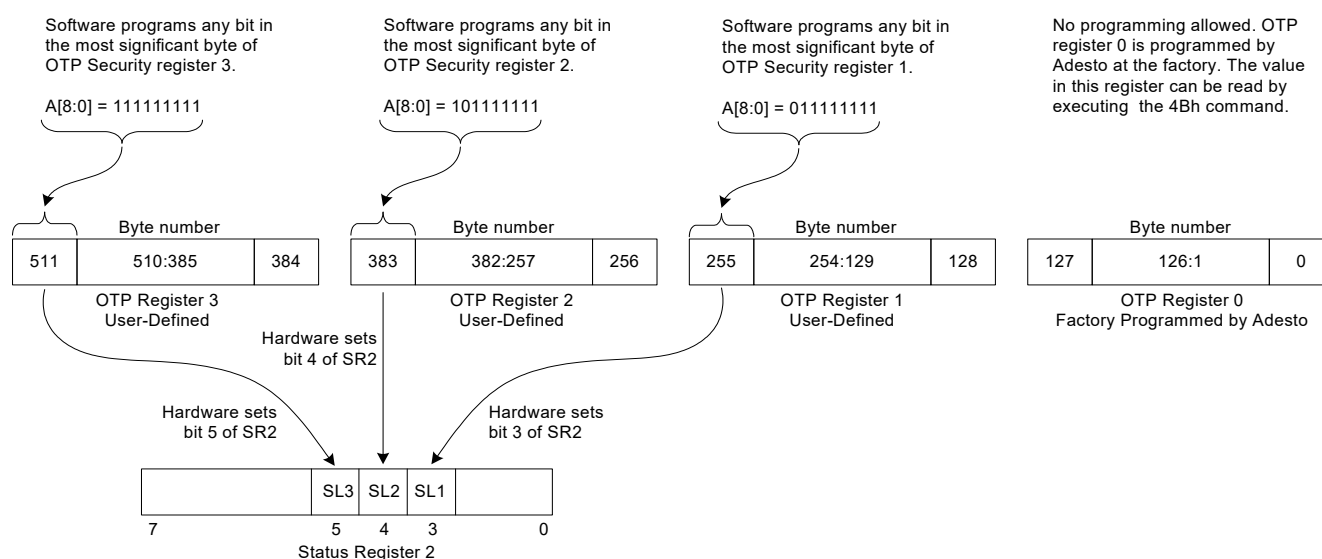 Software programs any bit in
the most significant byte of
OTP Security register 3.
A[8:0] = 111111111
Software programs any bit in
the most significant byte of
OTP Security register 2.
A[8:0] = 101111111
Software programs any bit in
the most significant byte of
OTP Security register 1.
A[8:0] = 011111111
No programming allowed. OTP
register 0 is programmed by
Adesto at the factory. The value
in this register can be read by
executing the 4Bh command.
Byte number
511 510:385 384
OTP Register 3
User-Defined
Byte number
383 382:257 256
OTP Register 2
User-Defined
Byte number
255 254:129 128
OTP Register 1
User-Defined
Byte number
127 126:1 0
OTP Register 0
Factory Programmed by Adesto
Hardware sets
bit 5 of SR2
Hardware sets
bit 4 of SR2
Hardware sets
bit 3 of SR2
SL3 SL2 SL1
7 5 4 3 0
Status Register 2